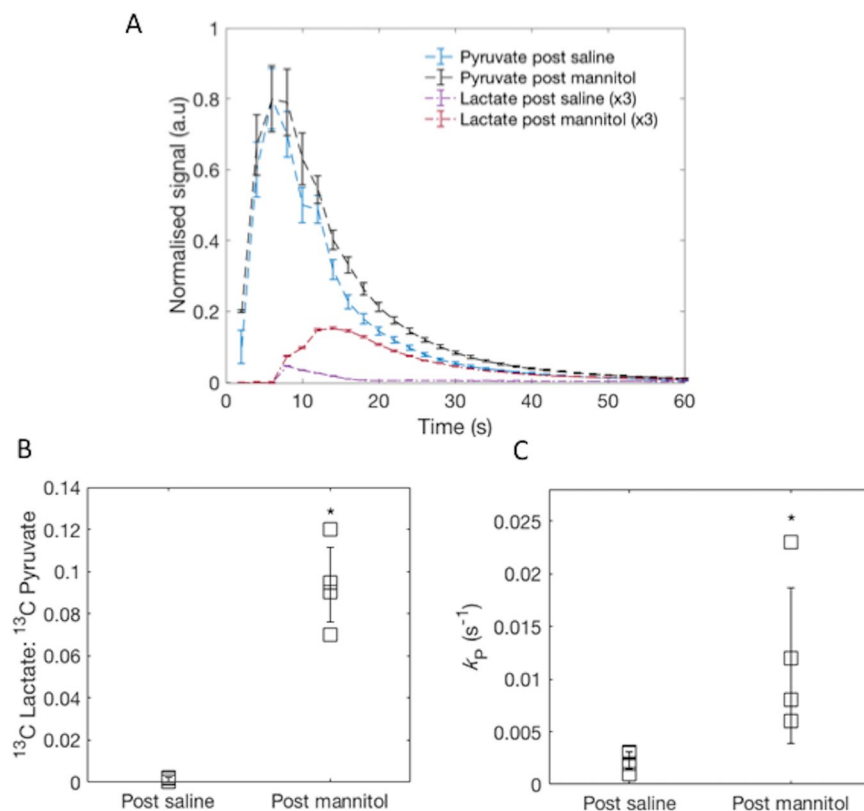 A
1
0.8
0.6
0.4
0.2
0
Normalised signal (a.u)
Pyruvate post saline
Pyruvate post mannitol
Lactate post saline (x3)
Lactate post mannitol (x3)
0 10 20 30 40 50 60
Time (s)
B
0.14
0.12
0.1
0.08
0.06
0.04
0.02
0
¹³C Lactate: ¹³C Pyruvate
*
Post saline Post mannitol
C
0.025
0.02
0.015
0.01
0.005
0
kP (s⁻¹)
*
Post saline Post mannitol